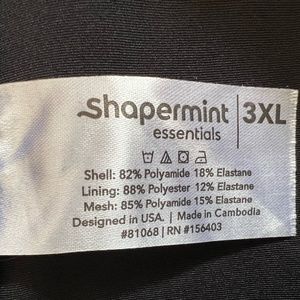 Shapermint | 3XL
essentials
Shell: 82% Polyamide 18% Elastane
Lining: 88% Polyester 12% Elastane
Mesh: 85% Polyamide 15% Elastane
Designed in USA. | Made in Cambodia
#81068 | RN #156403